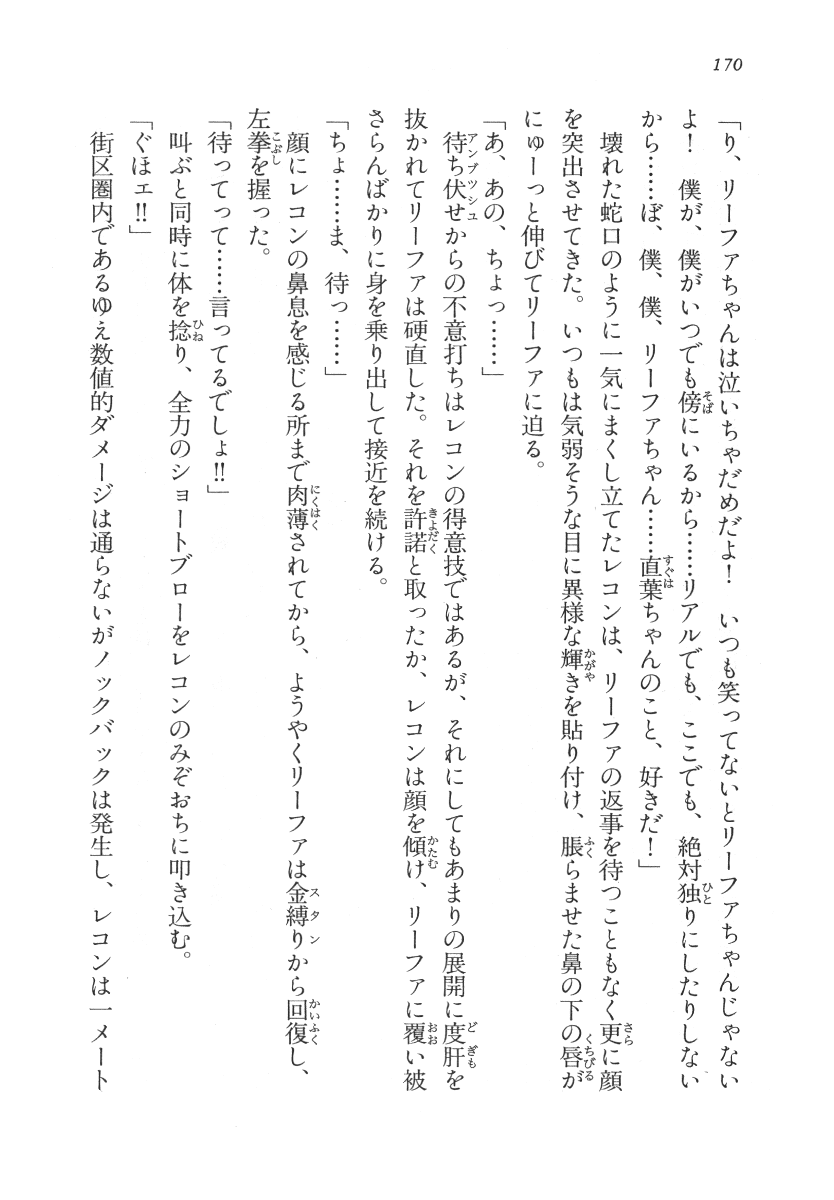 170
「り、リーファちゃんは泣いちゃだめだよ！　いつも笑ってないとリーファちゃんじゃない
よ！　僕が、僕がいつでも傍にいるから……リアルでも、ここでも、絶対独りにしたりしない
から……ぼ、僕、僕、リーファちゃん……直葉ちゃんのこと、好きだ！」
壊れた蛇口のように一気にまくし立てたレコンは、リーファの返事を待つこともなく更に顔
を突出させてきた。いつもは気弱そうな目に異様な輝きを貼り付け、脹らませた鼻の下の唇が
にゅーっと伸びてリーファに迫る。
「あ、あの、ちょっ……」
待ち伏せからの不意打ちはレコンの得意技ではあるが、それにしてもあまりの展開に度肝を
抜かれてリーファは硬直した。それを許諾と取ったか、レコンは顔を傾け、リーファに覆い被
さらんばかりに身を乗り出して接近を続ける。
「ちょ……ま、待っ……」
顔にレコンの鼻息を感じる所まで肉薄されてから、ようやくリーファは金縛りから回復し、
左拳を握った。
「待ってって……言ってるでしょ!!」
叫ぶと同時に体を捻り、全力のショートブローをレコンのみぞおちに叩き込む。
「ぐほェ!!」
街区圏内であるゆえ数値的ダメージは通らないがノックバックは発生し、レコンは一メート